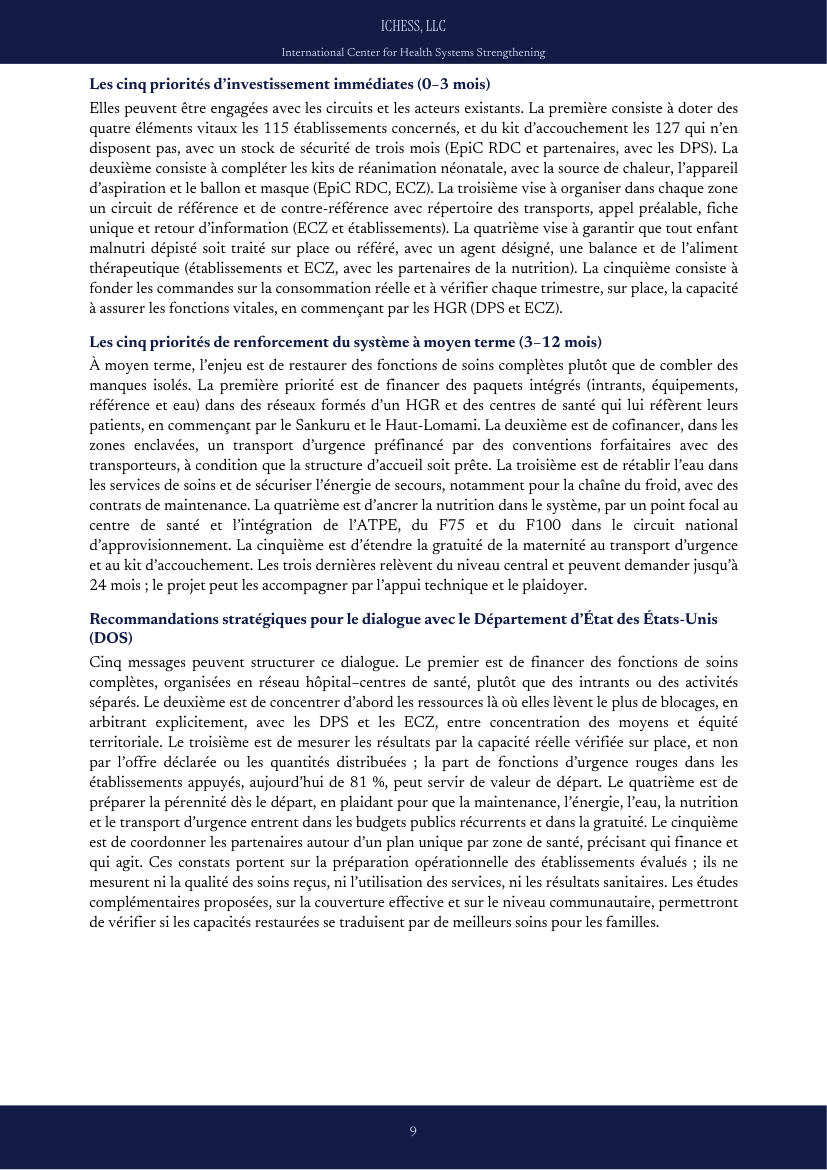 ICHESS, LLC
International Center for Health Systems Strengthening
Les cinq priorités d’investissement immédiates (0–3 mois)
Elles peuvent être engagées avec les circuits et les acteurs existants. La première consiste à doter des
quatre éléments vitaux les 115 établissements concernés, et du kit d’accouchement les 127 qui n’en
disposent pas, avec un stock de sécurité de trois mois (EpiC RDC et partenaires, avec les DPS). La
deuxième consiste à compléter les kits de réanimation néonatale, avec la source de chaleur, l’appareil
d’aspiration et le ballon et masque (EpiC RDC, ECZ). La troisième vise à organiser dans chaque zone
un circuit de référence et de contre-référence avec répertoire des transports, appel préalable, fiche
unique et retour d’information (ECZ et établissements). La quatrième vise à garantir que tout enfant
malnutri dépisté soit traité sur place ou référé, avec un agent désigné, une balance et de l’aliment
thérapeutique (établissements et ECZ, avec les partenaires de la nutrition). La cinquième consiste à
fonder les commandes sur la consommation réelle et à vérifier chaque trimestre, sur place, la capacité
à assurer les fonctions vitales, en commençant par les HGR (DPS et ECZ).
Les cinq priorités de renforcement du système à moyen terme (3–12 mois)
À moyen terme, l’enjeu est de restaurer des fonctions de soins complètes plutôt que de combler des
manques isolés. La première priorité est de financer des paquets intégrés (intrants, équipements,
référence et eau) dans des réseaux formés d’un HGR et des centres de santé qui lui réfèrent leurs
patients, en commençant par le Sankuru et le Haut-Lomami. La deuxième est de cofinancer, dans les
zones enclavées, un transport d’urgence préfinancé par des conventions forfaitaires avec des
transporteurs, à condition que la structure d’accueil soit prête. La troisième est de rétablir l’eau dans
les services de soins et de sécuriser l’énergie de secours, notamment pour la chaîne du froid, avec des
contrats de maintenance. La quatrième est d’ancrer la nutrition dans le système, par un point focal au
centre de santé et l’intégration de l’ATPE, du F75 et du F100 dans le circuit national
d’approvisionnement. La cinquième est d’étendre la gratuité de la maternité au transport d’urgence
et au kit d’accouchement. Les trois dernières relèvent du niveau central et peuvent demander jusqu’à
24 mois ; le projet peut les accompagner par l’appui technique et le plaidoyer.
Recommandations stratégiques pour le dialogue avec le Département d’État des États-Unis
(DOS)
Cinq messages peuvent structurer ce dialogue. Le premier est de financer des fonctions de soins
complètes, organisées en réseau hôpital–centres de santé, plutôt que des intrants ou des activités
séparés. Le deuxième est de concentrer d’abord les ressources là où elles lèvent le plus de blocages, en
arbitrant explicitement, avec les DPS et les ECZ, entre concentration des moyens et équité
territoriale. Le troisième est de mesurer les résultats par la capacité réelle vérifiée sur place, et non
par l’offre déclarée ou les quantités distribuées ; la part de fonctions d’urgence rouges dans les
établissements appuyés, aujourd’hui de 81 %, peut servir de valeur de départ. Le quatrième est de
préparer la pérennité dès le départ, en plaidant pour que la maintenance, l’énergie, l’eau, la nutrition
et le transport d’urgence entrent dans les budgets publics récurrents et dans la gratuité. Le cinquième
est de coordonner les partenaires autour d’un plan unique par zone de santé, précisant qui finance et
qui agit. Ces constats portent sur la préparation opérationnelle des établissements évalués ; ils ne
mesurent ni la qualité des soins reçus, ni l’utilisation des services, ni les résultats sanitaires. Les études
complémentaires proposées, sur la couverture effective et sur le niveau communautaire, permettront
de vérifier si les capacités restaurées se traduisent par de meilleurs soins pour les familles.
9